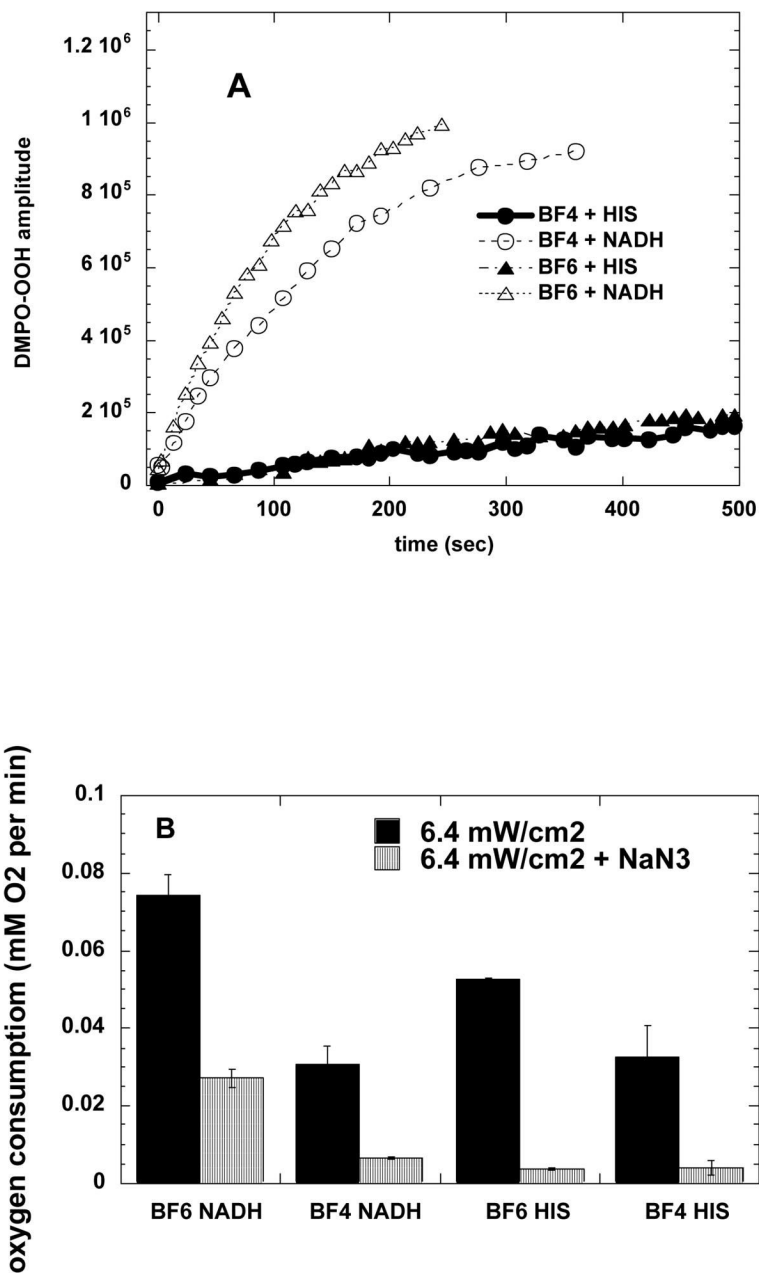 A
DMPO-OOH amplitude
1.2 10^6
1 10^6
8 10^5
6 10^5
4 10^5
2 10^5
0
BF4 + HIS
BF4 + NADH
BF6 + HIS
BF6 + NADH
0 100 200 300 400 500
time (sec)
B
oxygen consumptiom (mM O2 per min)
0.1
0.08
0.06
0.04
0.02
0
6.4 mW/cm2
6.4 mW/cm2 + NaN3
BF6 NADH BF4 NADH BF6 HIS BF4 HIS